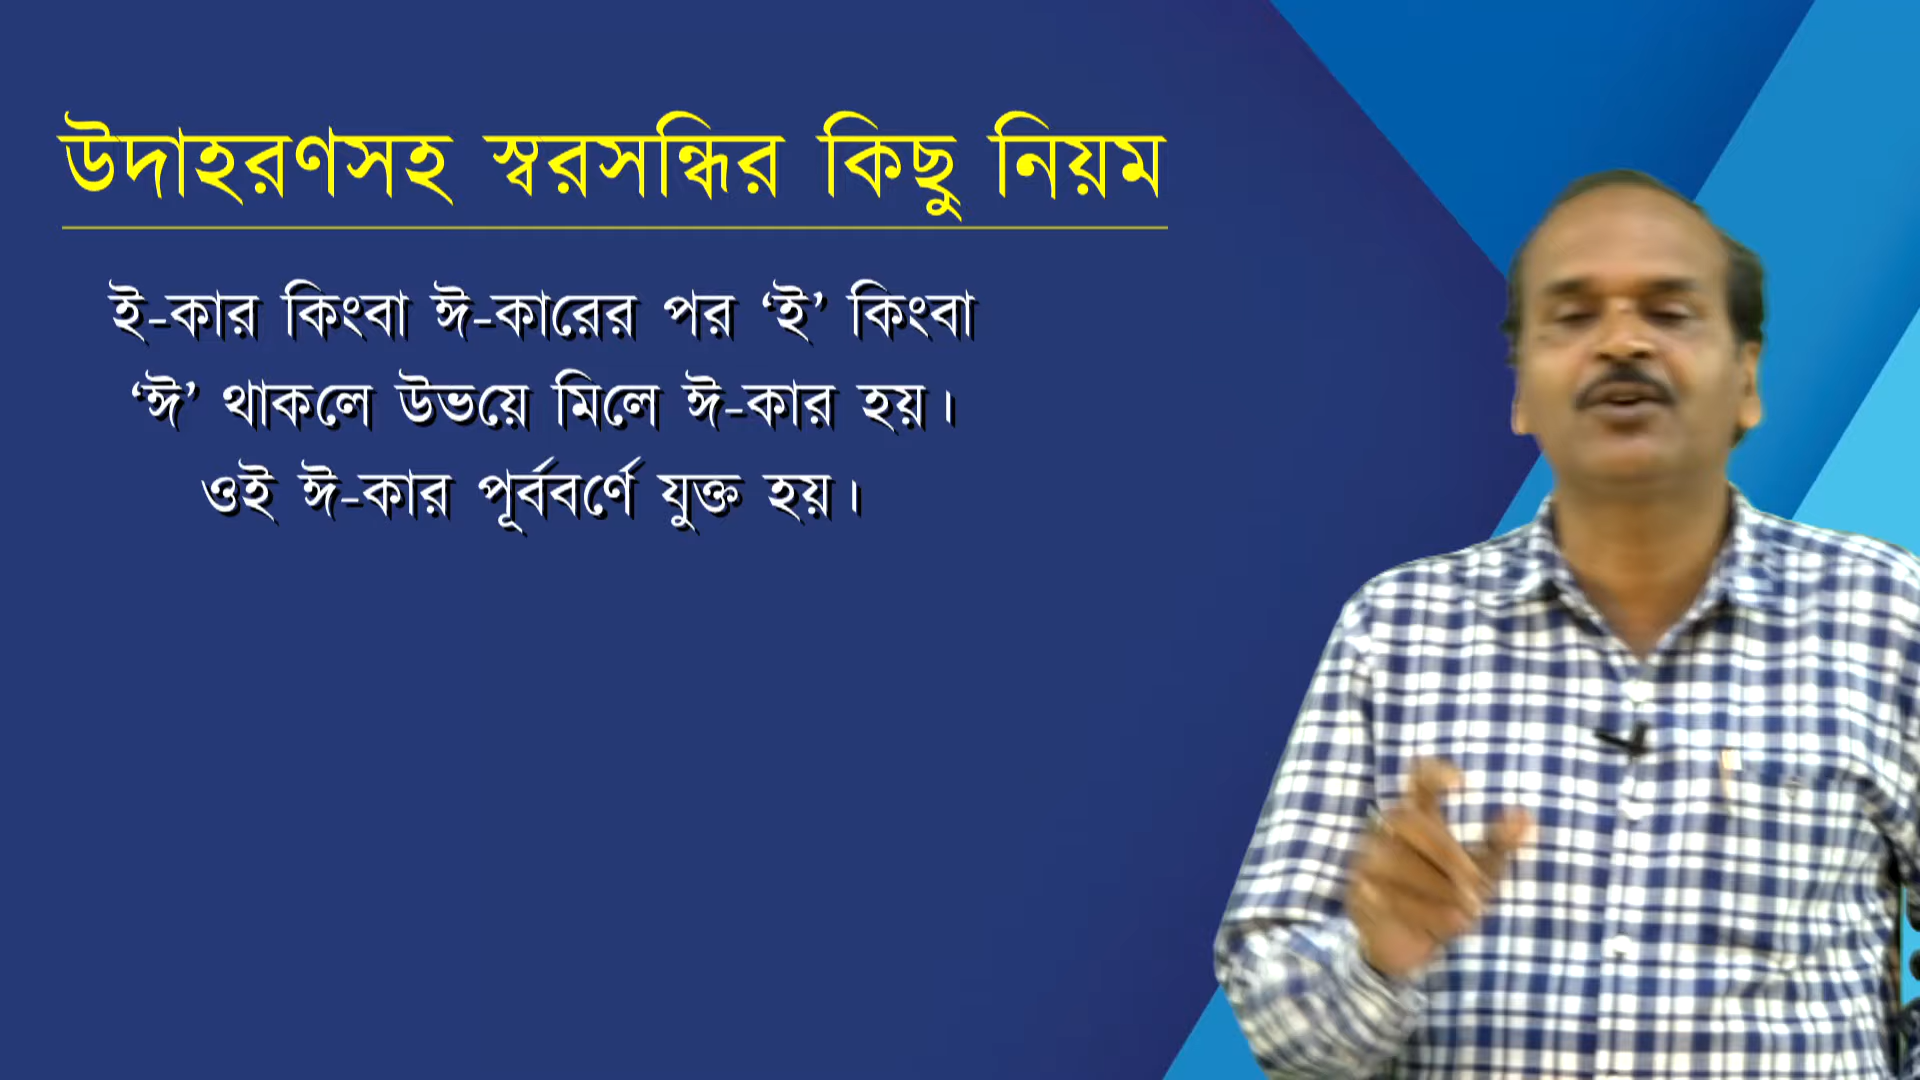 উদাহরণসহ স্বরসন্ধির কিছু নিয়ম
ই-কার কিংবা ঈ-কারের পর ‘ই’ কিংবা
‘ঈ’ থাকলে উভয়ে মিলে ঈ-কার হয়।
ওই ঈ-কার পূর্ববর্ণে যুক্ত হয়।